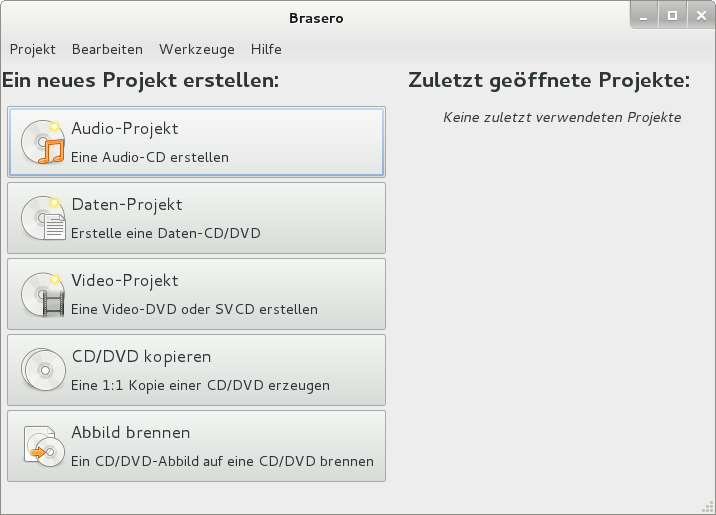 Brasero
Projekt Bearbeiten Werkzeuge Hilfe
Ein neues Projekt erstellen:
Audio-Projekt
Eine Audio-CD erstellen
Daten-Projekt
Erstelle eine Daten-CD/DVD
Video-Projekt
Eine Video-DVD oder SVCD erstellen
CD/DVD kopieren
Eine 1:1 Kopie einer CD/DVD erzeugen
Abbild brennen
Ein CD/DVD-Abbild auf eine CD/DVD brennen
Zuletzt geöffnete Projekte:
Keine zuletzt verwendeten Projekte